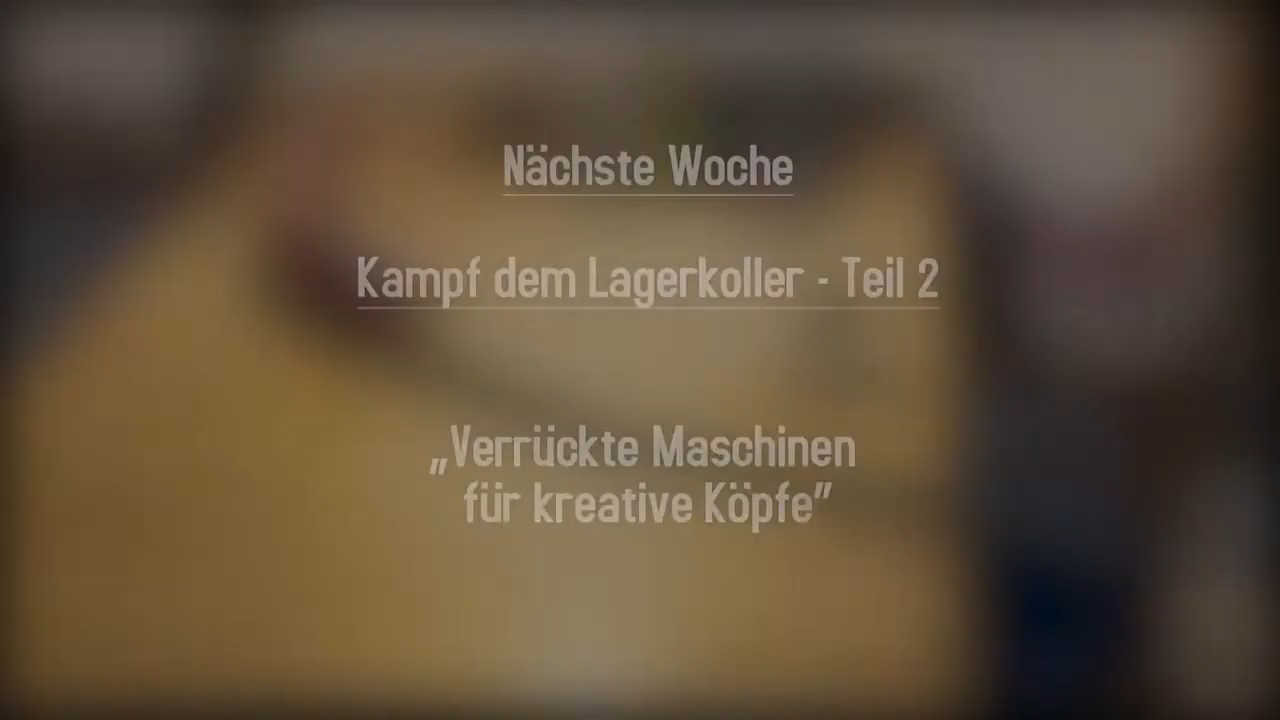 Nächste Woche
Kampf dem Lagerkoller - Teil 2
„Verrückte Maschinen
für kreative Köpfe”